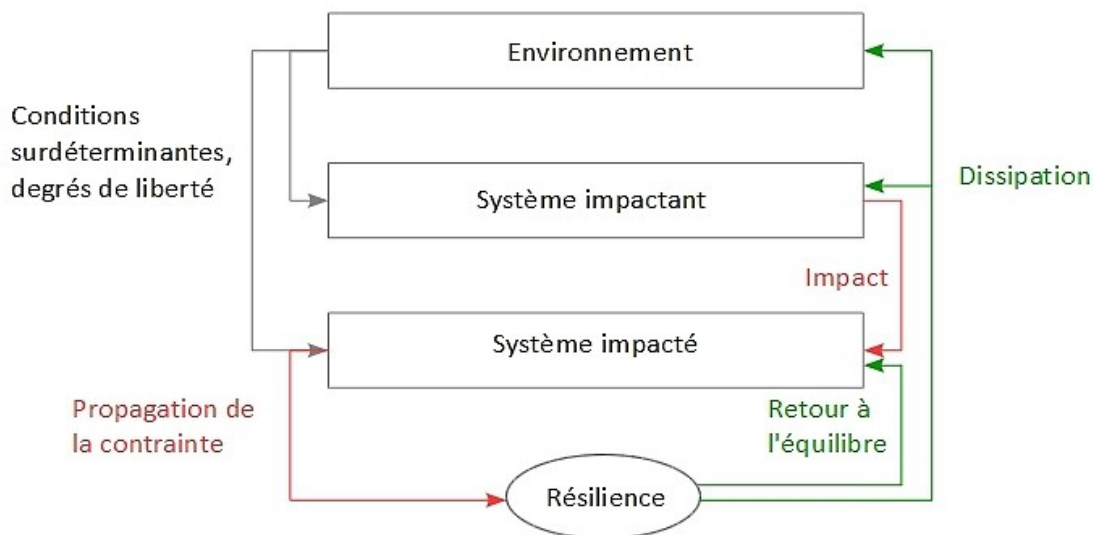 Environnement
Conditions
surdéterminantes,
degrés de liberté
Dissipation
Système impactant
Impact
Système impacté
Propagation de
la contrainte
Retour à
l'équilibre
Résilience